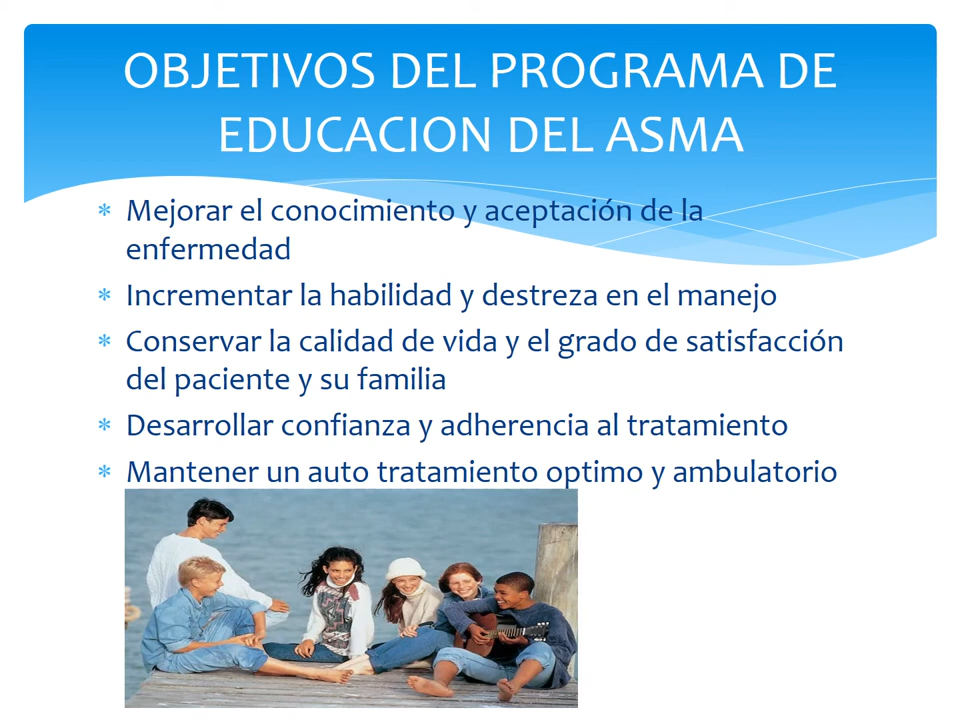 OBJETIVOS DEL PROGRAMA DE
EDUCACION DEL ASMA
* Mejorar el conocimiento y aceptación de la
enfermedad
* Incrementar la habilidad y destreza en el manejo
* Conservar la calidad de vida y el grado de satisfacción
del paciente y su familia
* Desarrollar confianza y adherencia al tratamiento
* Mantener un auto tratamiento optimo y ambulatorio